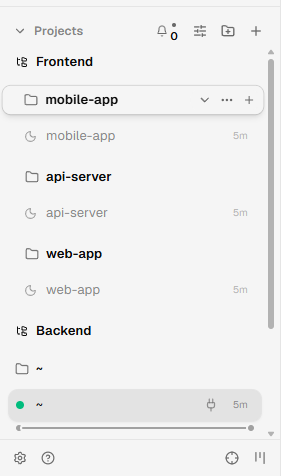 Projects 0
Frontend
mobile-app
mobile-app 5m
api-server
api-server 5m
web-app
web-app 5m
Backend
~
~ 5m